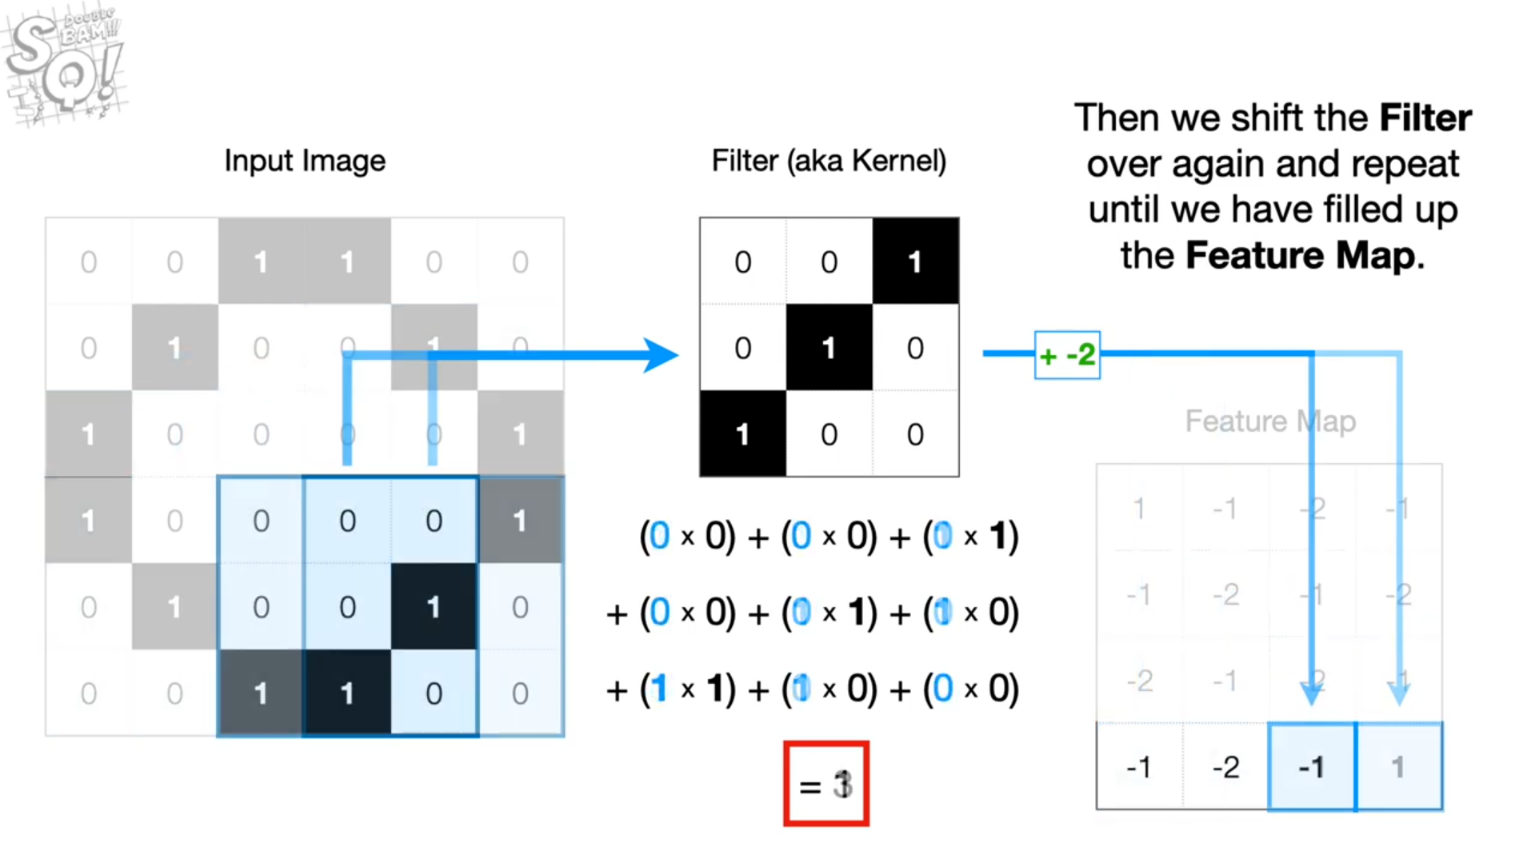 DOUBLE
BAM!!!
SQ!
Then we shift the Filter
over again and repeat
until we have filled up
the Feature Map.
Input Image
Filter (aka Kernel)
0 0 1 1 0 0
0 1 0 0 1 0
1 0 0 0 0 1
1 0 0 0 0 1
0 1 0 0 1 0
0 0 1 1 0 0
0 0 1
0 1 0
1 0 0
+ -2
(0 × 0) + (0 × 0) + ( × 1)
+ (0 × 0) + ( × 1) + ( × 0)
+ (1 × 1) + ( × 0) + (0 × 0)
=
Feature Map
1 -1 -2 -1
-1 -2 -1 -2
-2 -1 -2 -1
-1 -2 -1 1